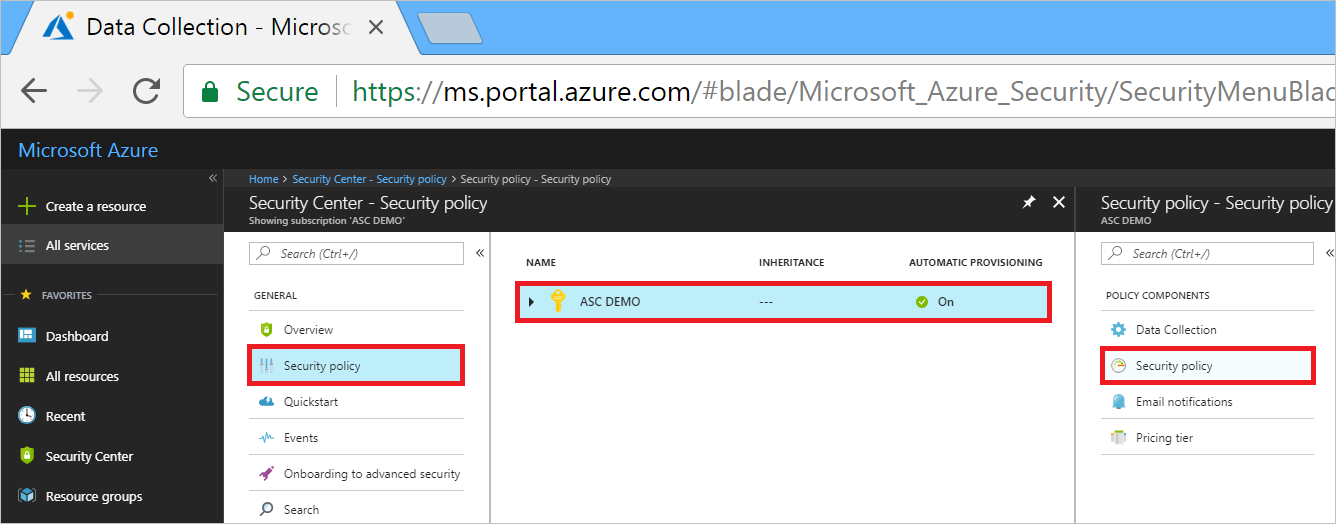 Data Collection - Microso
Secure
https://ms.portal.azure.com/#blade/Microsoft_Azure_Security/SecurityMenuBlad
Microsoft Azure
«
Create a resource
All services
FAVORITES
Dashboard
All resources
Recent
Security Center
Resource groups
Home > Security Center - Security policy > Security policy - Security policy
Security Center - Security policy
Showing subscription 'ASC DEMO'
Search (Ctrl+/)
«
GENERAL
Overview
Security policy
Quickstart
Events
Onboarding to advanced security
Search
NAME INHERITANCE AUTOMATIC PROVISIONING
ASC DEMO --- On
Security policy - Security policy
ASC DEMO
Search (Ctrl+/)
«
POLICY COMPONENTS
Data Collection
Security policy
Email notifications
Pricing tier